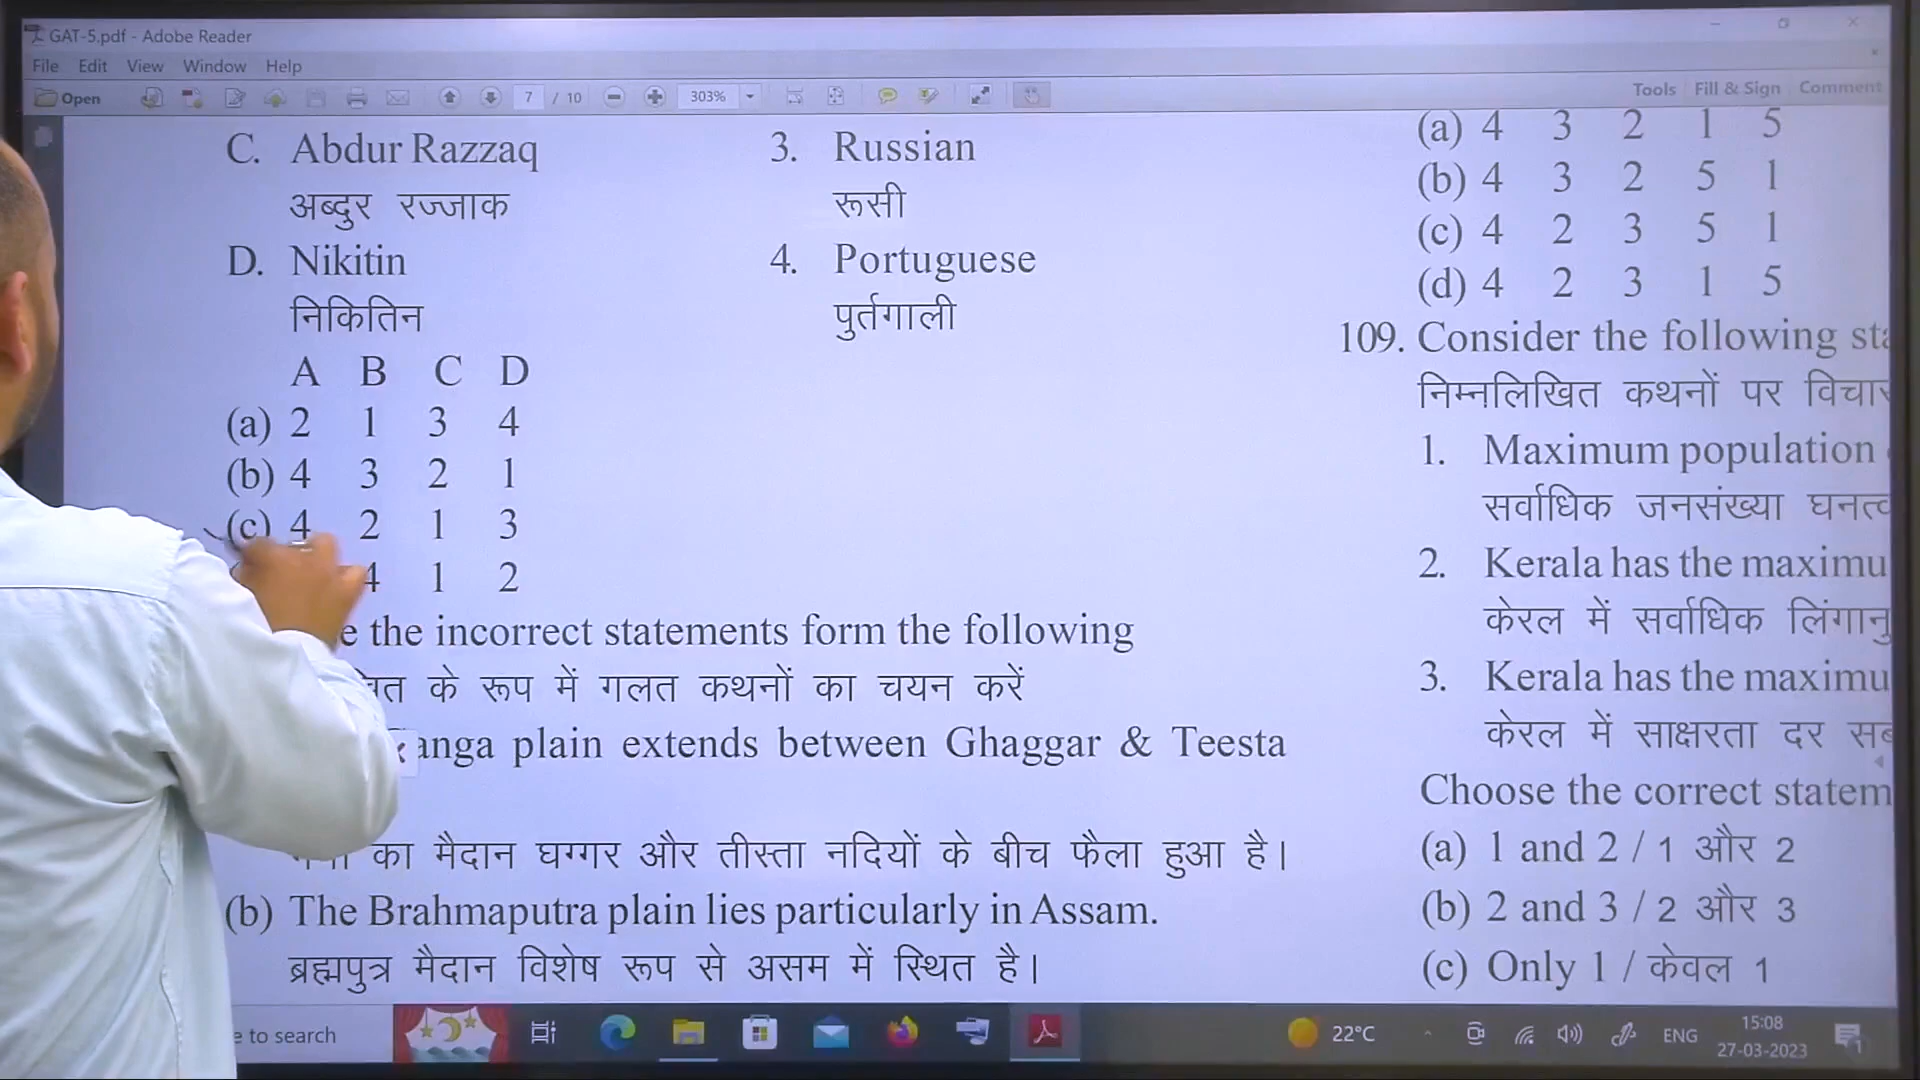 GAT-5.pdf - Adobe Reader
File Edit View Window Help
Open 7 / 10 303% Tools Fill & Sign Comment
C. Abdur Razzaq 3. Russian
अब्दुर रज्जाक रूसी
D. Nikitin 4. Portuguese
निकितिन पुर्तगाली
A B C D
(a) 2 1 3 4
(b) 4 3 2 1
(c) 4 2 1 3
4 1 2
the incorrect statements form the following
के रूप में गलत कथनों का चयन करें
plain extends between Ghaggar & Teesta
का मैदान घग्गर और तीस्ता नदियों के बीच फैला हुआ है।
(b) The Brahmaputra plain lies particularly in Assam.
ब्रह्मपुत्र मैदान विशेष रूप से असम में स्थित है।
(a) 4 3 2 1 5
(b) 4 3 2 5 1
(c) 4 2 3 5 1
(d) 4 2 3 1 5
109. Consider the following
निम्नलिखित कथनों पर
1. Maximum population
सर्वाधिक जनसंख्या
2. Kerala has the
केरल में सर्वाधिक
3. Kerala has the
केरल में साक्षरता दर
Choose the correct
(a) 1 and 2 / 1 और 2
(b) 2 and 3 / 2 और 3
(c) Only 1 / केवल 1
to search 22°C ENG 15:08
27-03-2023